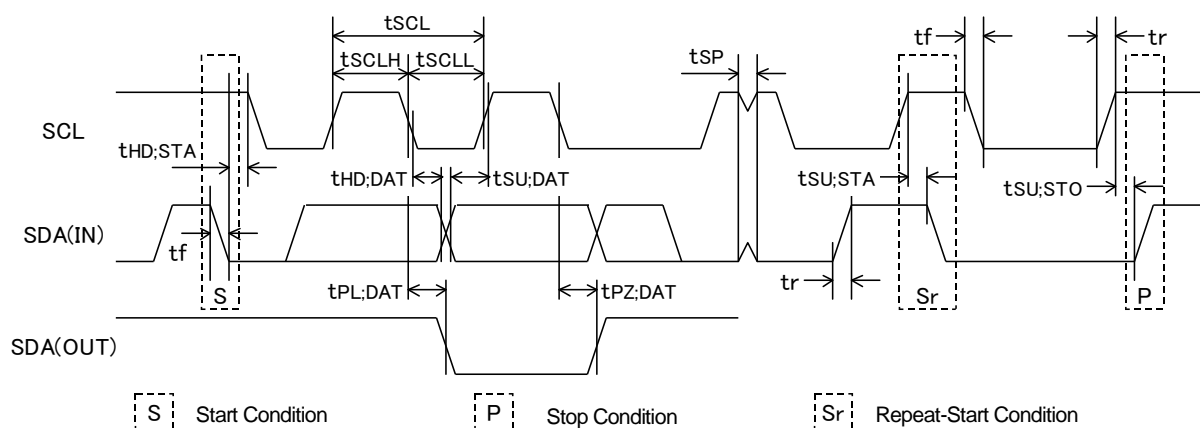 tSCL
tf
tr
tSCLH
tSCLL
tSP
SCL
tHD;STA
tHD;DAT
tSU;DAT
tSU;STA
tSU;STO
SDA(IN)
tf
S
tPL;DAT
tPZ;DAT
tr
Sr
P
SDA(OUT)
S Start Condition
P Stop Condition
Sr Repeat-Start Condition